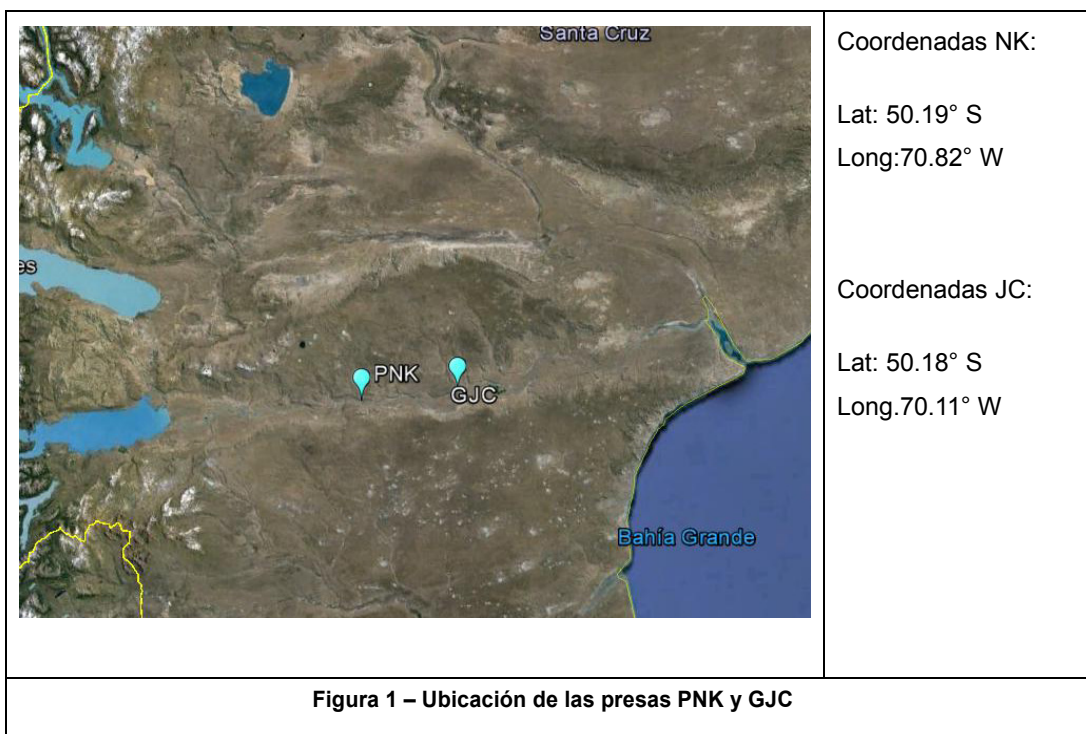 Santa Cruz
es
PNK
GJC
Bahía Grande
Coordenadas NK:
Lat: 50.19° S
Long:70.82° W
Coordenadas JC:
Lat: 50.18° S
Long.70.11° W
Figura 1 – Ubicación de las presas PNK y GJC